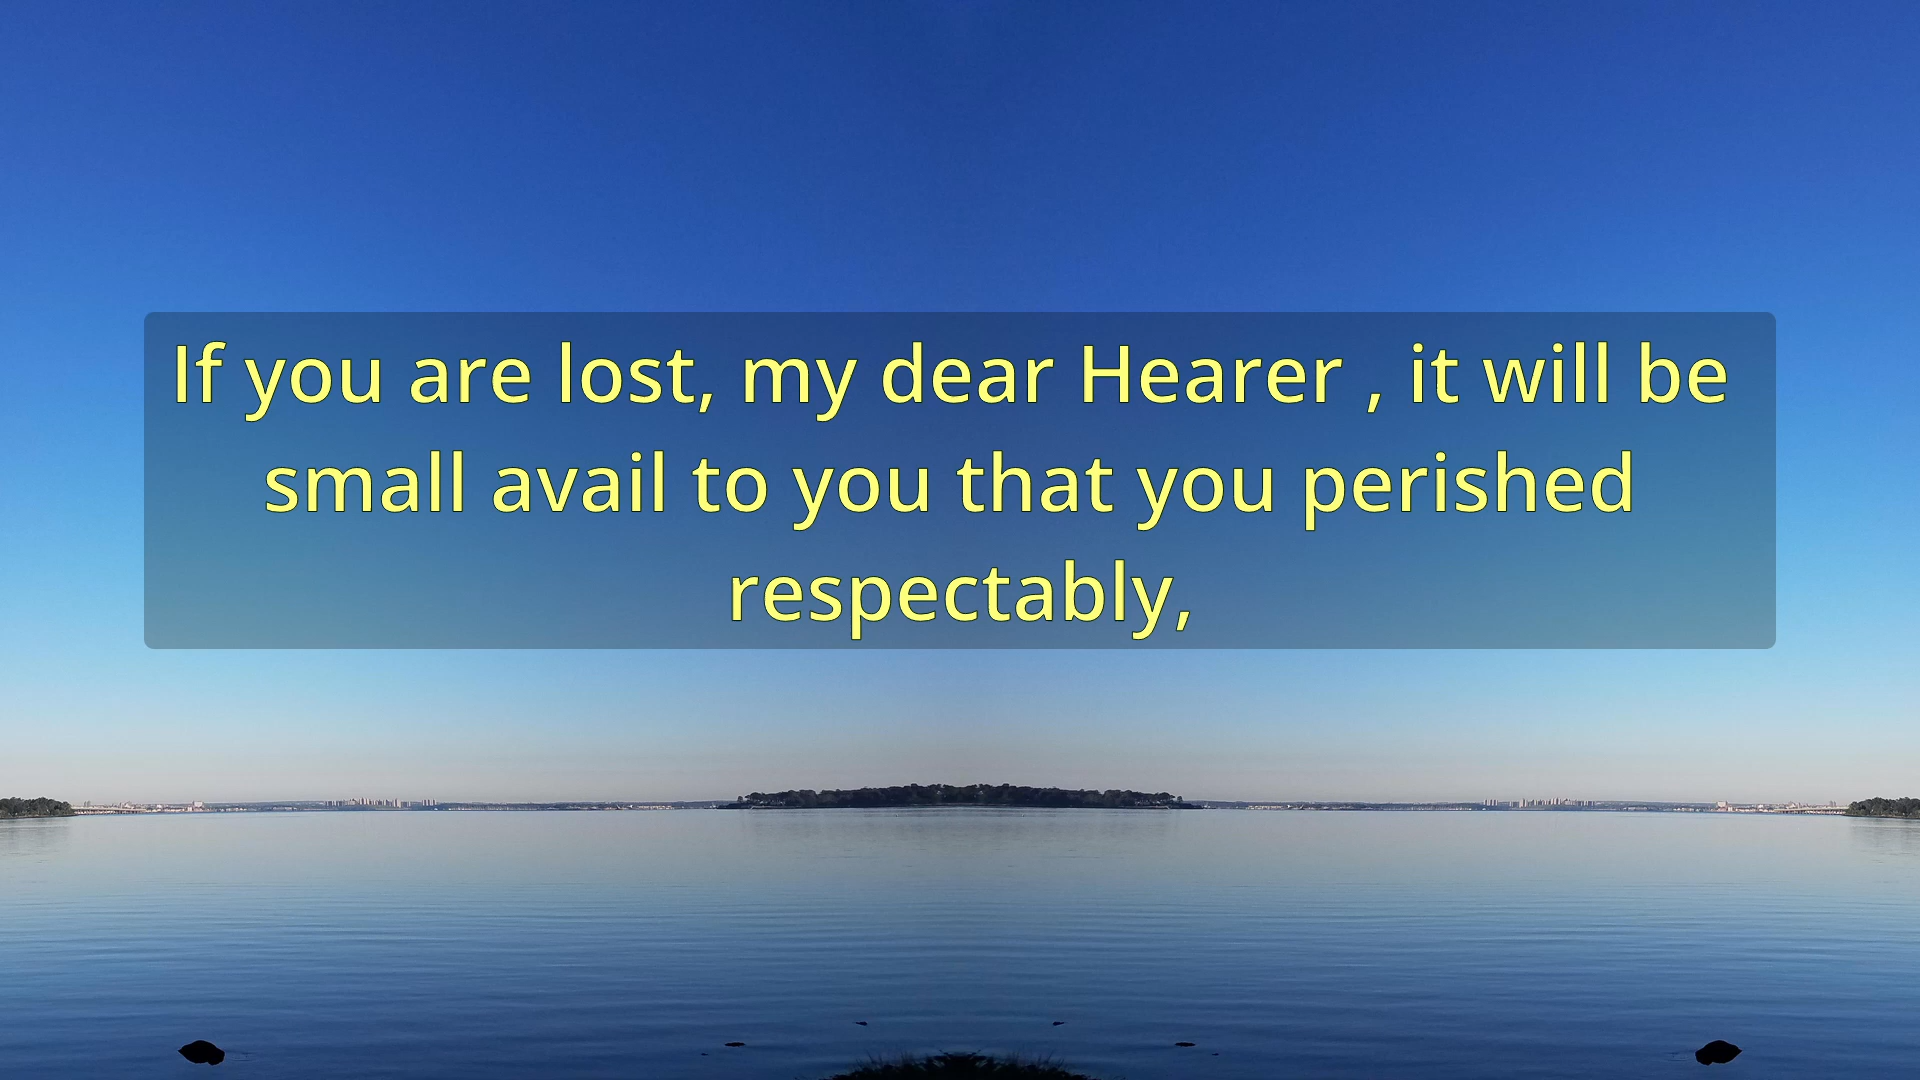 If you are lost, my dear Hearer , it will be
small avail to you that you perished
respectably,